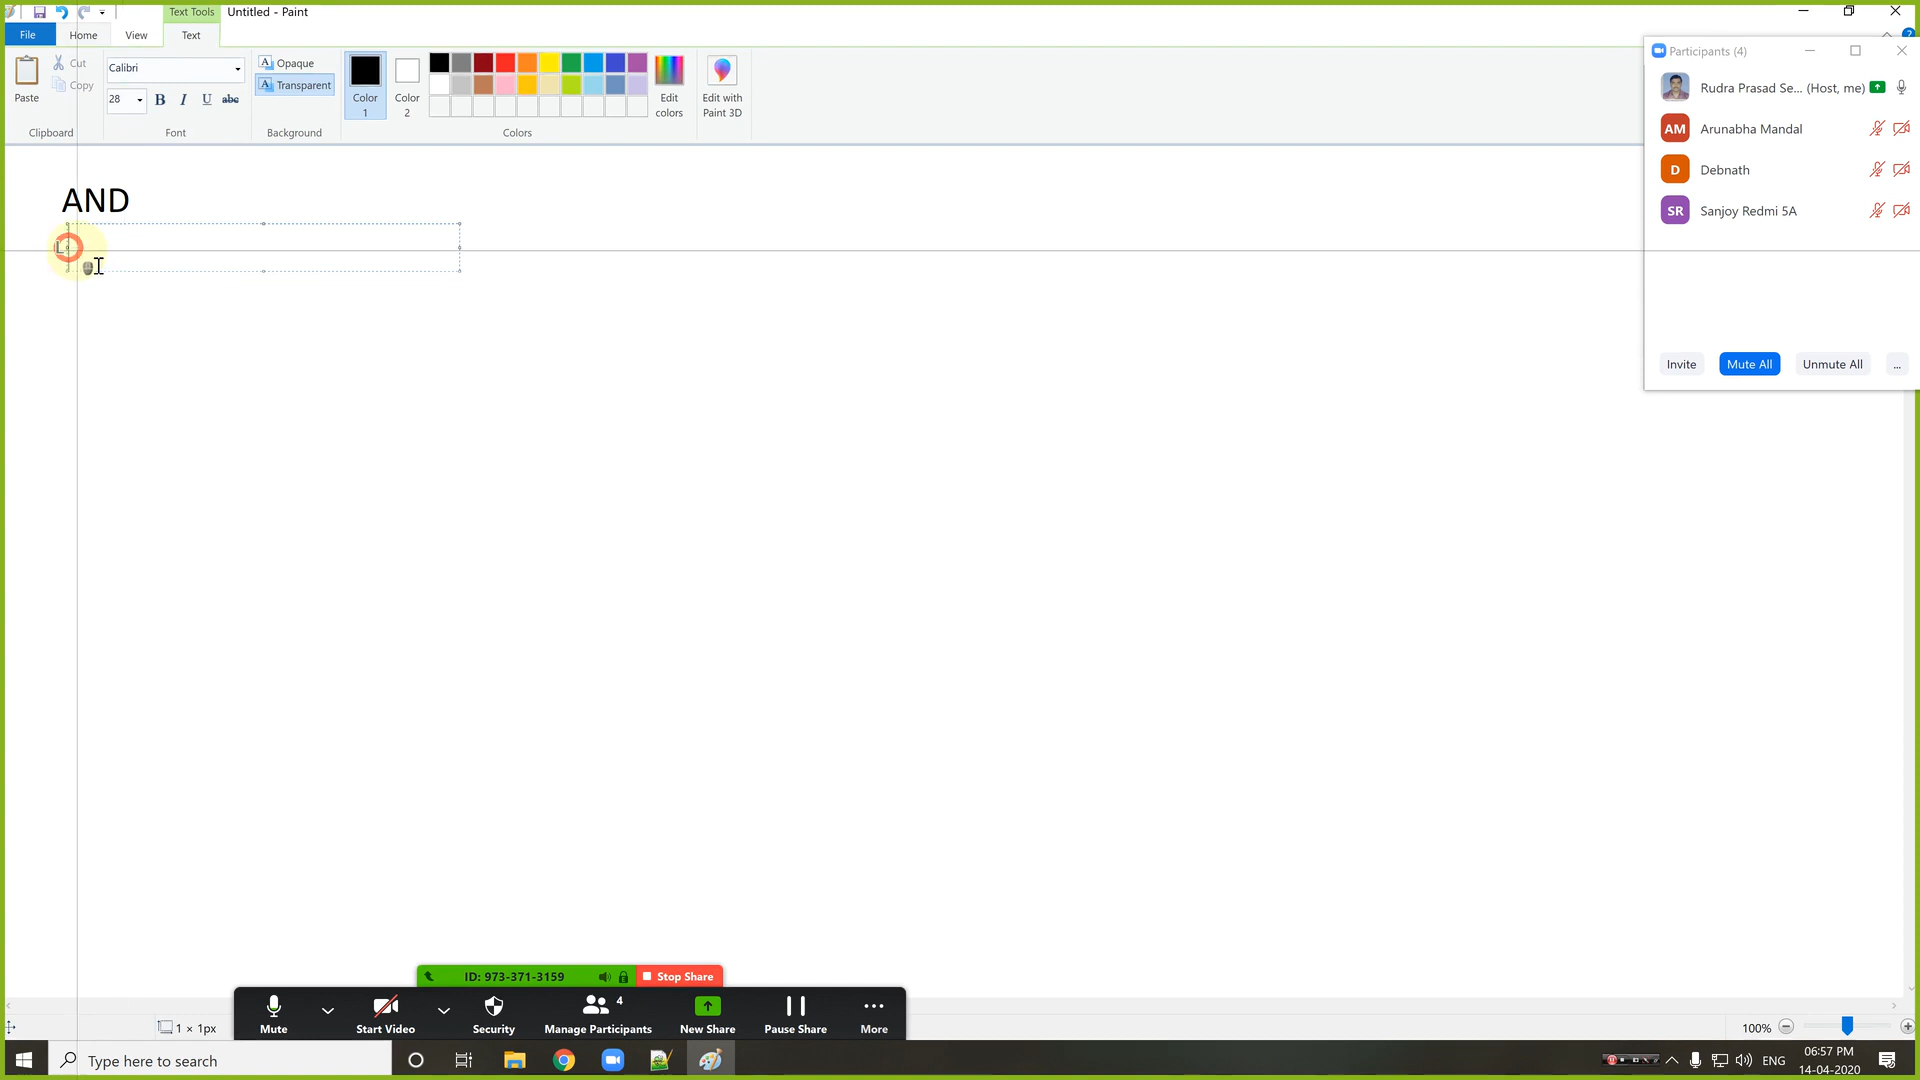 Text Tools Untitled - Paint
File Home View Text
Paste Cut Copy Clipboard
Calibri
28 B I U abc
Font
Opaque
Transparent
Background
Color 1
Color 2
Edit colors
Colors
Edit with Paint 3D
Participants (4)
Rudra Prasad Se... (Host, me)
AM Arunabha Mandal
D Debnath
SR Sanjoy Redmi 5A
Invite Mute All Unmute All ...
AND
ID: 973-371-3159 Stop Share
4
Mute Start Video Security Manage Participants New Share Pause Share More
1 × 1px 100%
Type here to search ENG 06:57 PM
14-04-2020